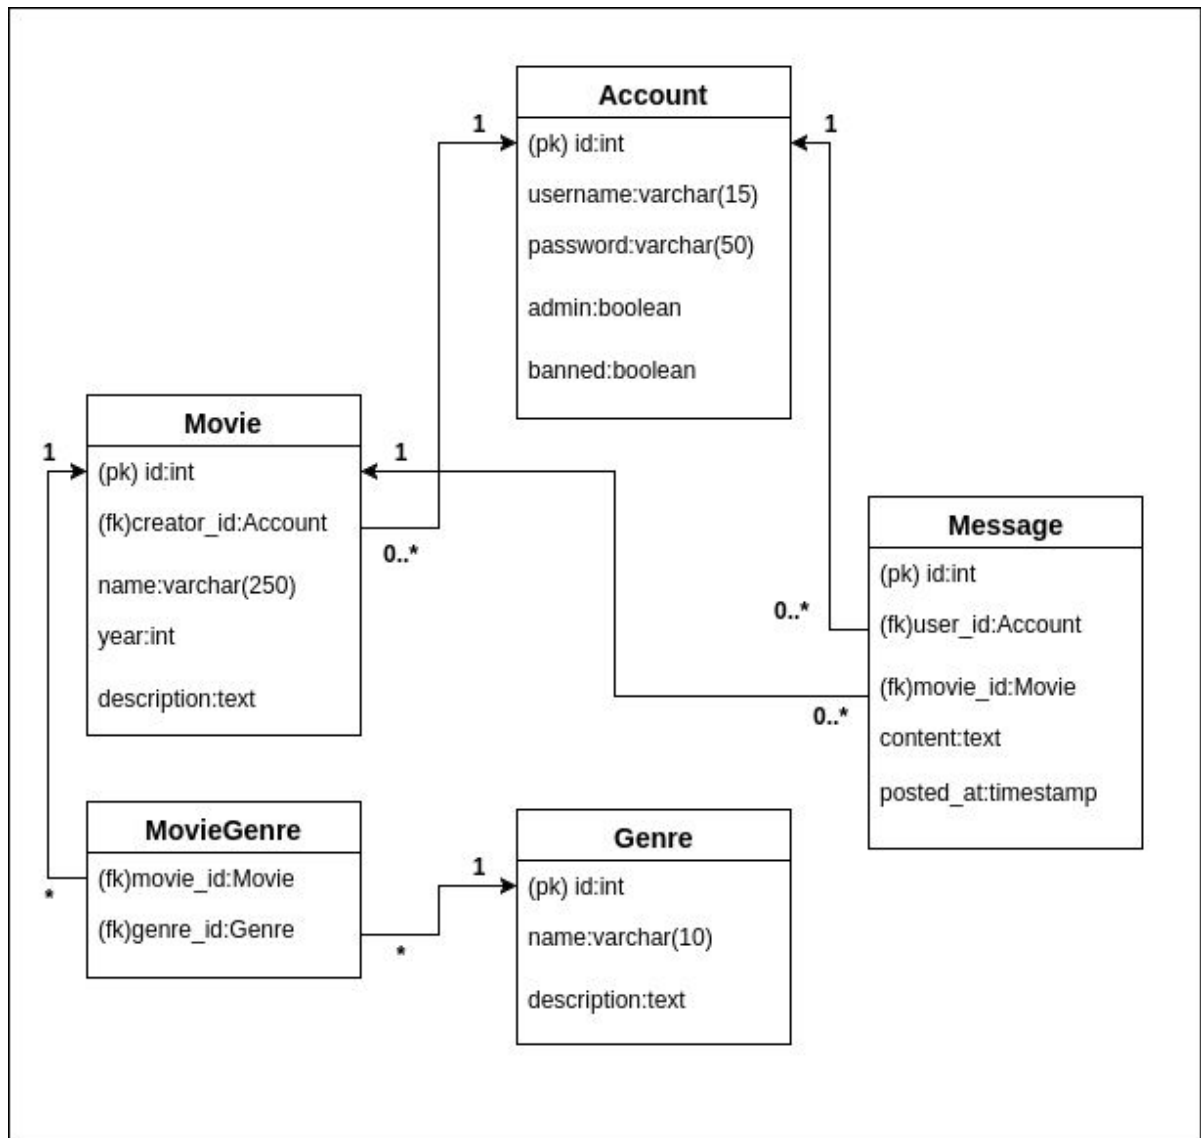 Account
1
1
(pk) id:int
username:varchar(15)
password:varchar(50)
admin:boolean
banned:boolean
Movie
1
1
(pk) id:int
(fk)creator_id:Account
0..*
name:varchar(250)
year:int
description:text
Message
(pk) id:int
0..*
(fk)user_id:Account
(fk)movie_id:Movie
0..*
content:text
posted_at:timestamp
MovieGenre
(fk)movie_id:Movie
*
(fk)genre_id:Genre
*
Genre
1
(pk) id:int
name:varchar(10)
description:text